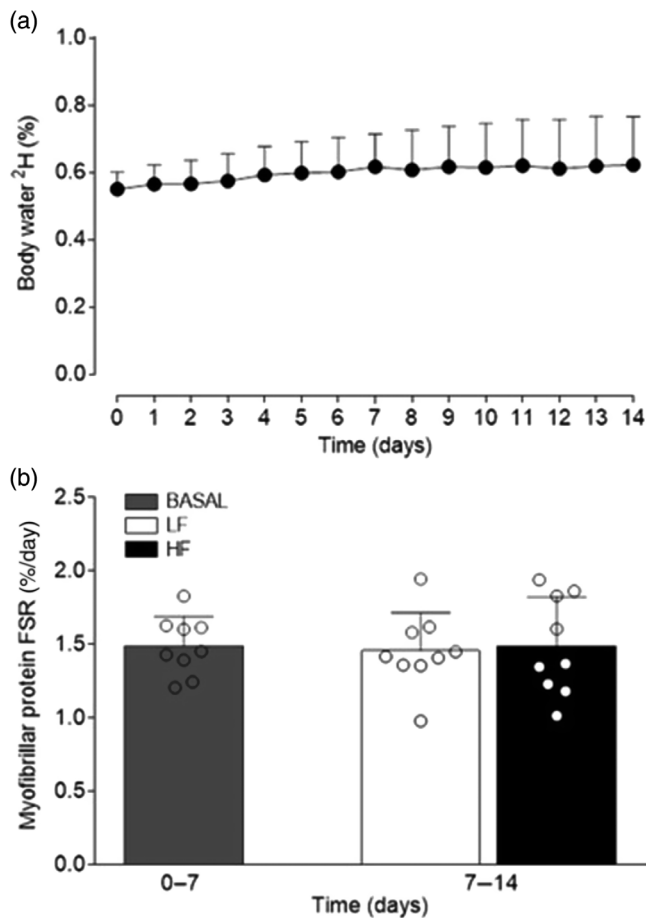 (a)
Body water ²H (%)
1.0
0.8
0.6
0.4
0.2
0.0
0 1 2 3 4 5 6 7 8 9 10 11 12 13 14
Time (days)
(b)
Myofibrillar protein FSR (%/day)
2.5
2.0
1.5
1.0
0.5
0.0
BASAL
LF
HF
0–7 7–14
Time (days)